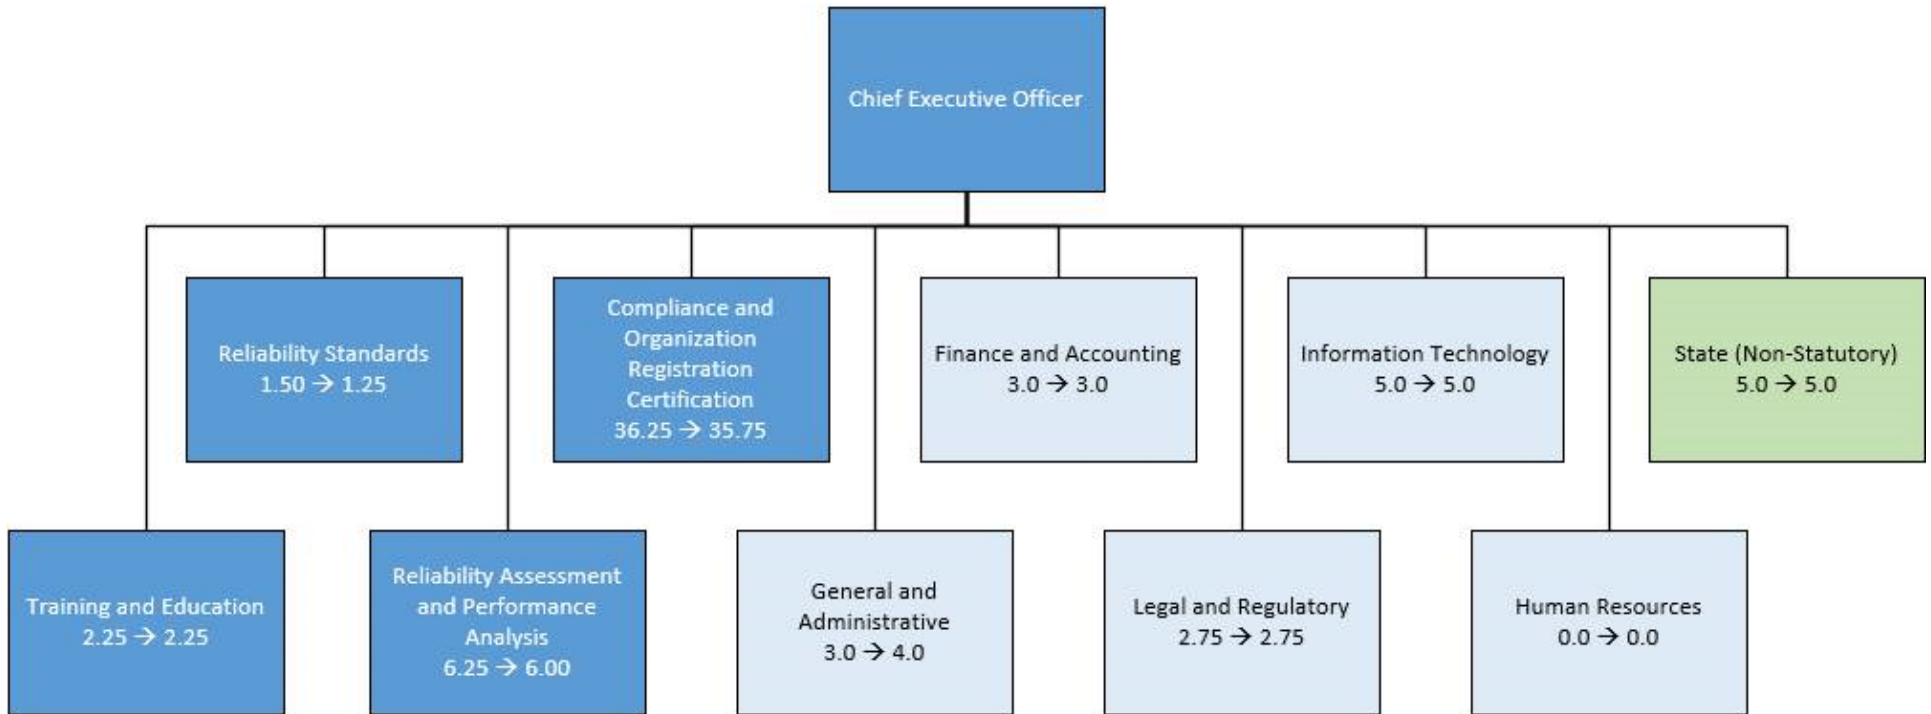 Chief Executive Officer
Reliability Standards
1.50 → 1.25
Compliance and
Organization
Registration
Certification
36.25 → 35.75
Finance and Accounting
3.0 → 3.0
Information Technology
5.0 → 5.0
State (Non-Statutory)
5.0 → 5.0
Training and Education
2.25 → 2.25
Reliability Assessment
and Performance
Analysis
6.25 → 6.00
General and
Administrative
3.0 → 4.0
Legal and Regulatory
2.75 → 2.75
Human Resources
0.0 → 0.0